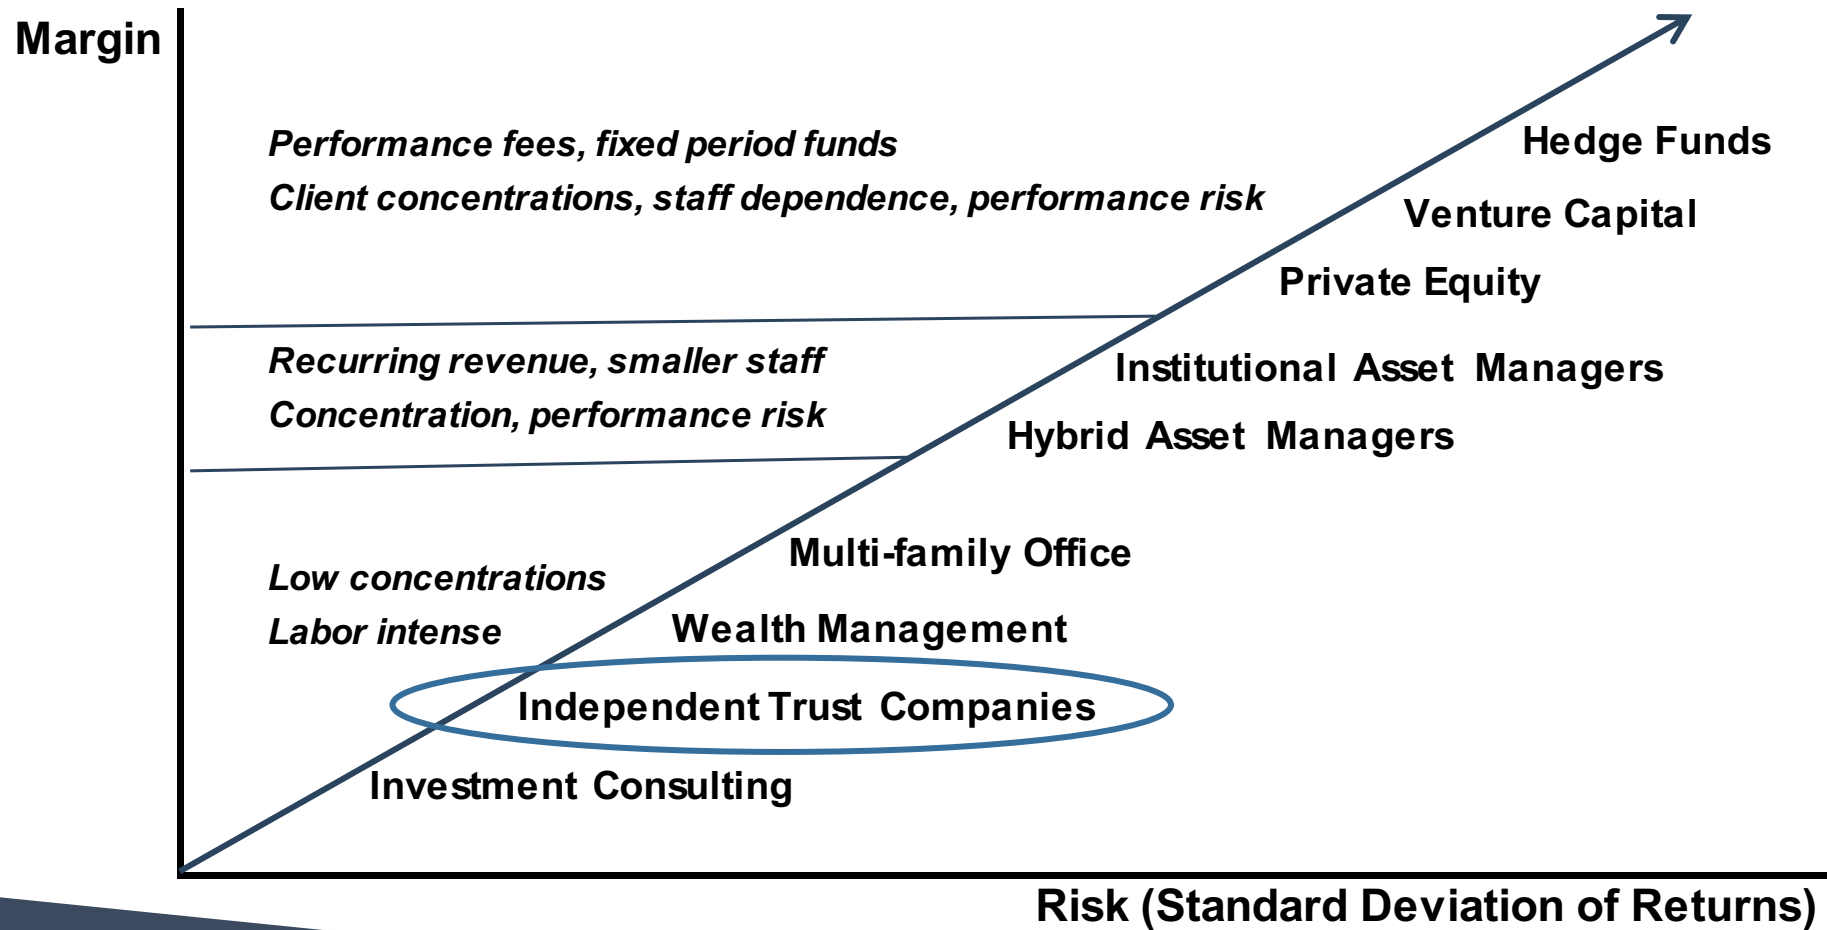 Margin
Performance fees, fixed period funds
Client concentrations, staff dependence, performance risk
Hedge Funds
Venture Capital
Private Equity
Recurring revenue, smaller staff
Concentration, performance risk
Institutional Asset Managers
Hybrid Asset Managers
Low concentrations
Labor intense
Multi-family Office
Wealth Management
Independent Trust Companies
Investment Consulting
Risk (Standard Deviation of Returns)